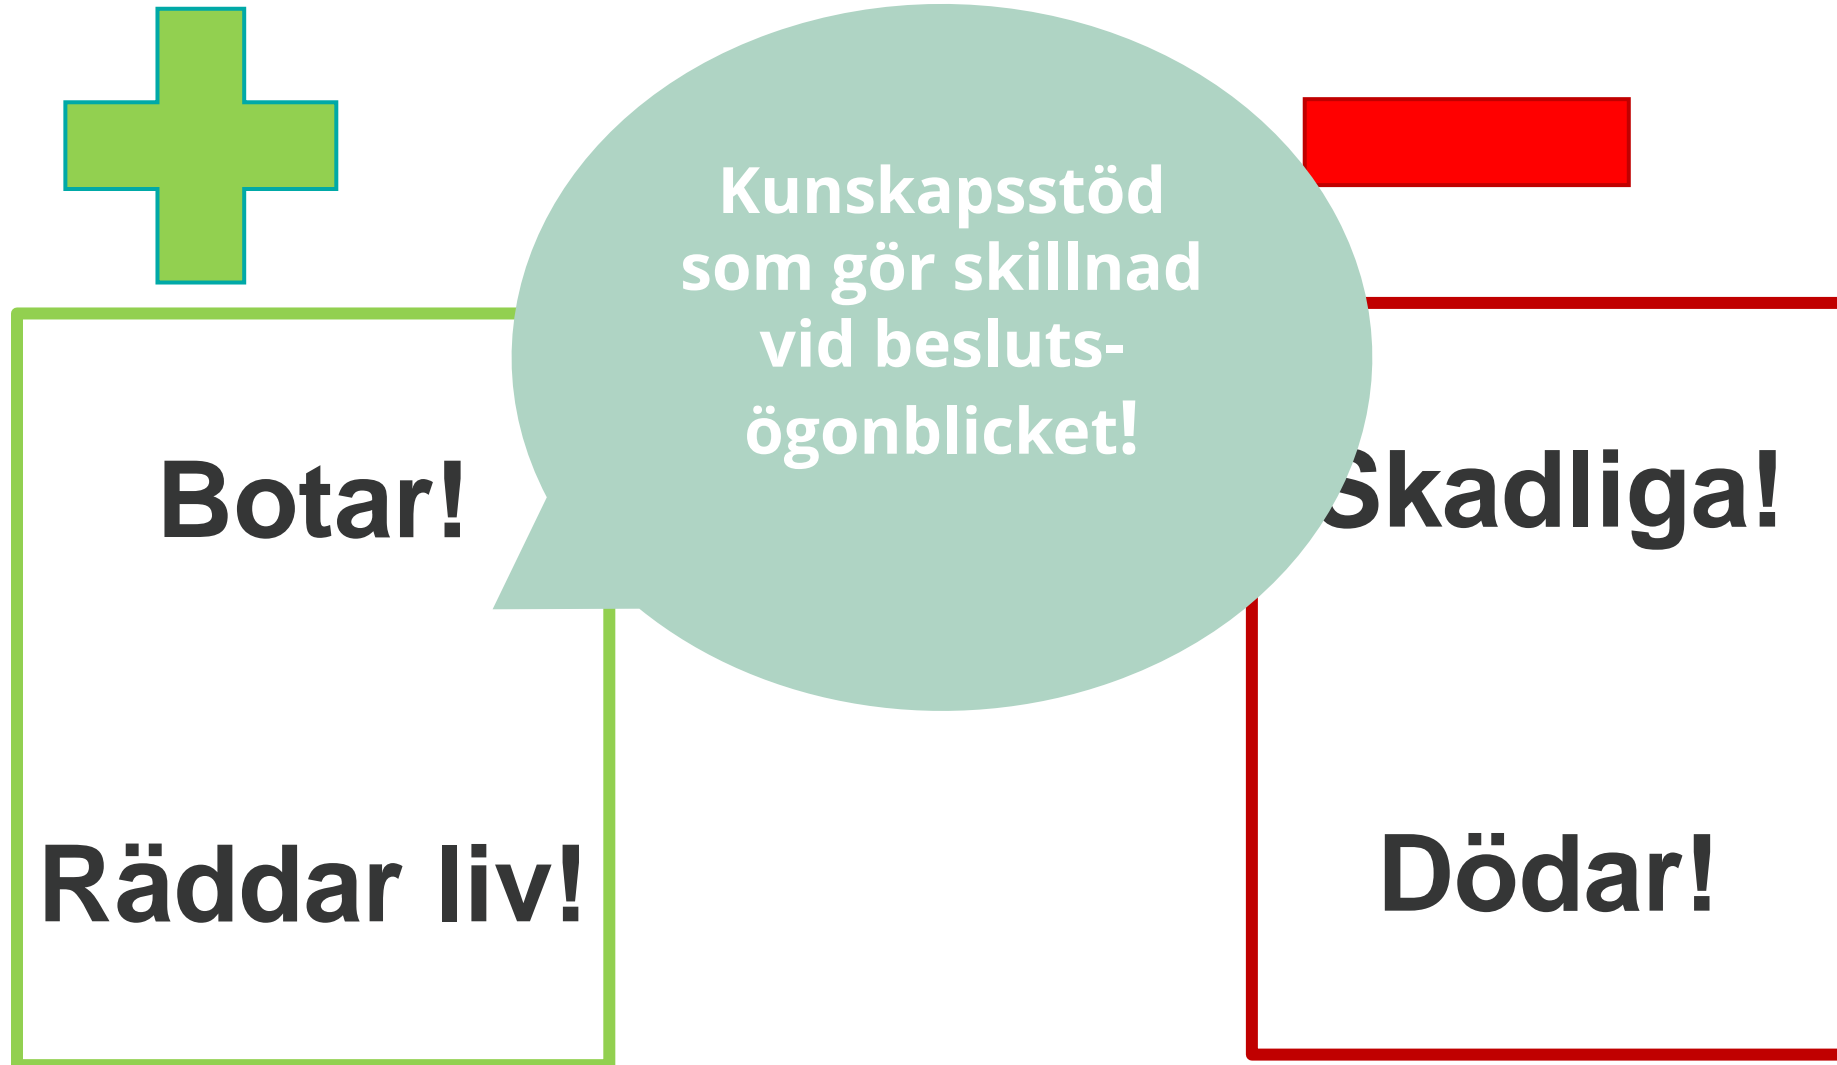 Kunskapsstöd
som gör skillnad
vid besluts-
ögonblicket!
Botar!
Räddar liv!
Skadliga!
Dödar!